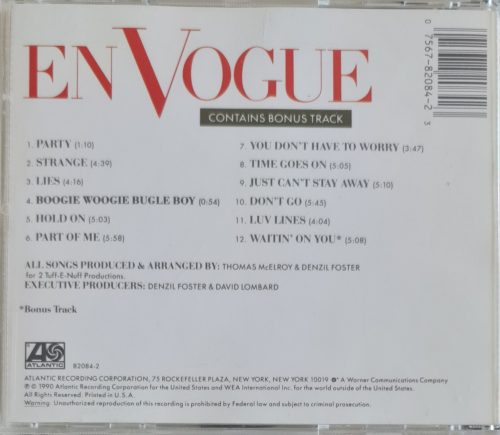 EN VOGUE
CONTAINS BONUS TRACK
0 7567-82084-2 3
1. PARTY (1:10)
2. STRANGE (4:39)
3. LIES (4:16)
4. BOOGIE WOOGIE BUGLE BOY (0:54)
5. HOLD ON (5:03)
6. PART OF ME (5:58)
7. YOU DON'T HAVE TO WORRY (3:47)
8. TIME GOES ON (5:05)
9. JUST CAN'T STAY AWAY (5:10)
10. DON'T GO (5:45)
11. LUV LINES (4:04)
12. WAITIN' ON YOU* (5:08)
ALL SONGS PRODUCED & ARRANGED BY: THOMAS McELROY & DENZIL FOSTER
for 2 Tuff-E-Nuff Productions.
EXECUTIVE PRODUCERS: DENZIL FOSTER & DAVID LOMBARD
*Bonus Track
ATLANTIC
82084-2
ATLANTIC RECORDING CORPORATION, 75 ROCKEFELLER PLAZA, NEW YORK, NEW YORK 10019 A Warner Communications Company
℗ © 1990 Atlantic Recording Corporation for the United States and WEA International Inc. for the world outside of the United States.
All Rights Reserved. Printed in U.S.A.
Warning: Unauthorized reproduction of this recording is prohibited by Federal law and subject to criminal prosecution.